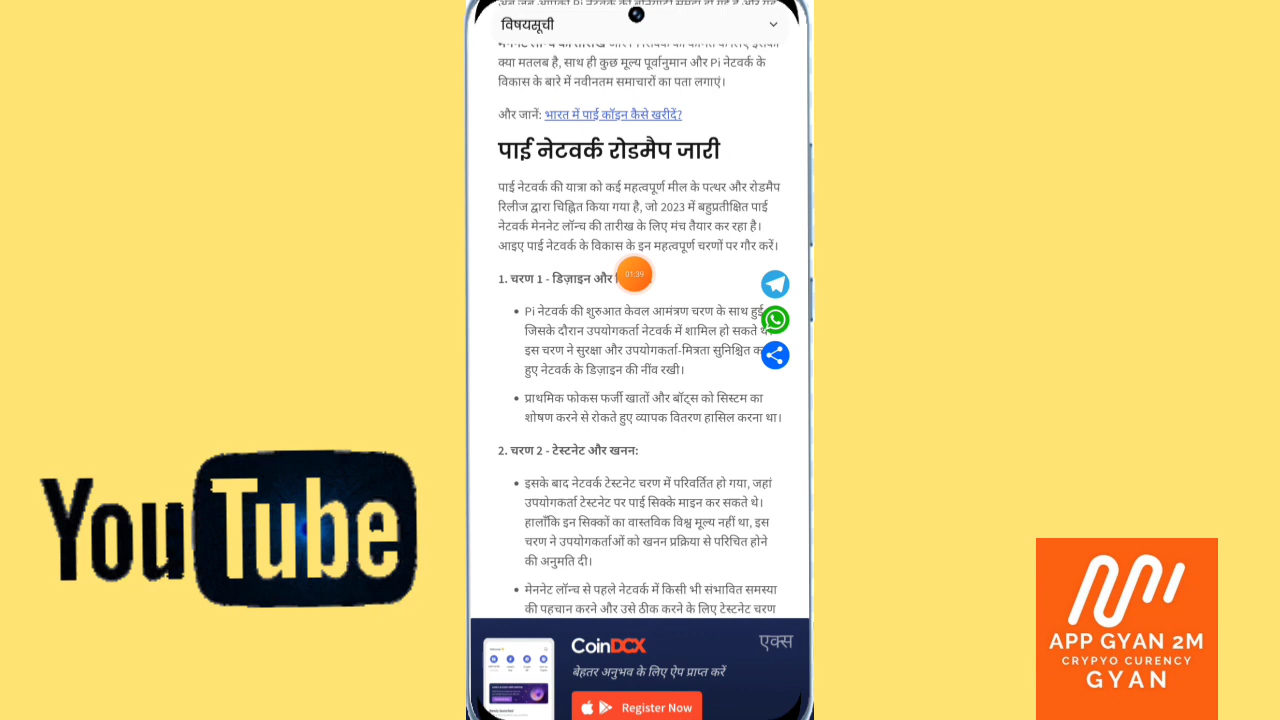 विषयसूची
क्या मतलब है, साथ ही कुछ मूल्य पूर्वानुमान और Pi नेटवर्क के
विकास के बारे में नवीनतम समाचारों का पता लगाएं।
और जानें: भारत में पाई कॉइन कैसे खरीदें?
पाई नेटवर्क रोडमैप जारी
पाई नेटवर्क की यात्रा को कई महत्वपूर्ण मील के पत्थर और रोडमैप
रिलीज द्वारा चिह्नित किया गया है, जो 2023 में बहुप्रतीक्षित पाई
नेटवर्क मेननेट लॉन्च की तारीख के लिए मंच तैयार कर रहा है।
आइए पाई नेटवर्क के विकास के इन महत्वपूर्ण चरणों पर गौर करें।
1. चरण 1 - डिज़ाइन और
01:39
Pi नेटवर्क की शुरुआत केवल आमंत्रण चरण के साथ हुई
जिसके दौरान उपयोगकर्ता नेटवर्क में शामिल हो सकते
इस चरण ने सुरक्षा और उपयोगकर्ता-मित्रता सुनिश्चित
हुए नेटवर्क के डिज़ाइन की नींव रखी।
प्राथमिक फोकस फर्जी खातों और बॉट्स को सिस्टम का
शोषण करने से रोकते हुए व्यापक वितरण हासिल करना था।
2. चरण 2 - टेस्टनेट और खनन:
इसके बाद नेटवर्क टेस्टनेट चरण में परिवर्तित हो गया, जहां
उपयोगकर्ता टेस्टनेट पर पाई सिक्के माइन कर सकते थे।
हालाँकि इन सिक्कों का वास्तविक विश्व मूल्य नहीं था, इस
चरण ने उपयोगकर्ताओं को खनन प्रक्रिया से परिचित होने
की अनुमति दी।
मेननेट लॉन्च से पहले नेटवर्क में किसी भी संभावित समस्या
की पहचान करने और उसे ठीक करने के लिए टेस्टनेट चरण
CoinDCX
एक्स
बेहतर अनुभव के लिए ऐप प्राप्त करें
Register Now
YouTube
APP GYAN 2M
CRYPYO CURENCY
GYAN